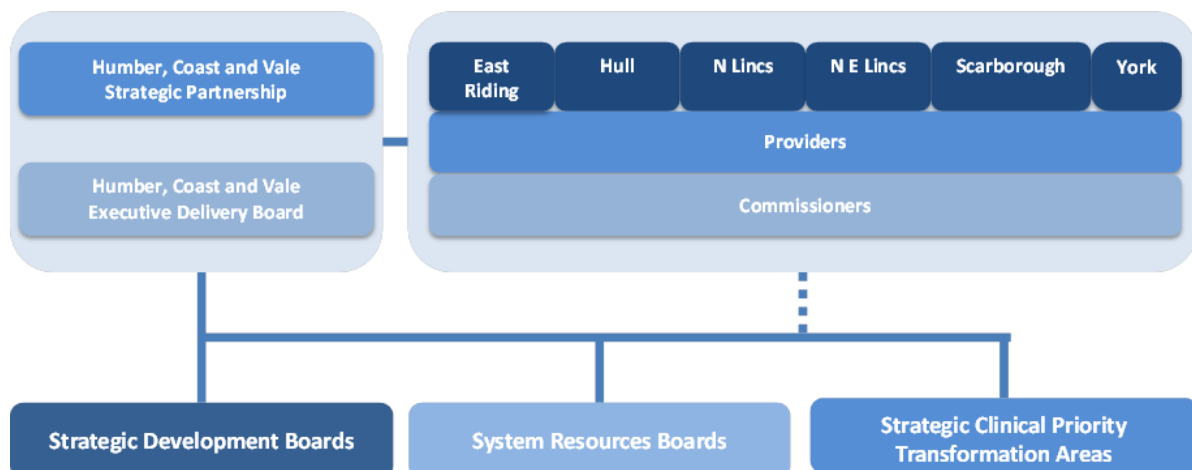 Humber, Coast and Vale
Strategic Partnership
Humber, Coast and Vale
Executive Delivery Board
East
Riding
Hull
N Lincs
N E Lincs
Scarborough
York
Providers
Commissioners
Strategic Development Boards
System Resources Boards
Strategic Clinical Priority
Transformation Areas